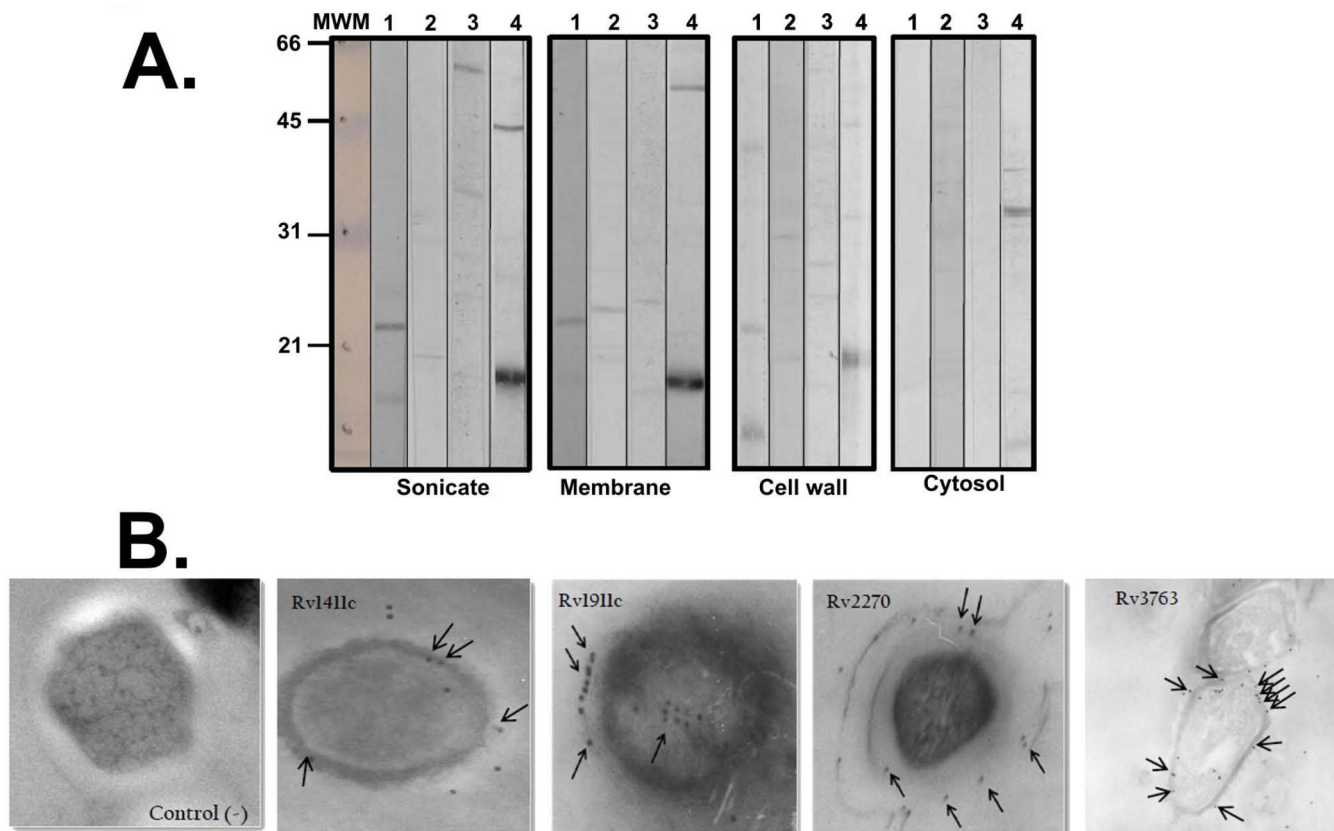 A.
MWM 1 2 3 4 1 2 3 4 1 2 3 4 1 2 3 4
66
45
31
21
Sonicate Membrane Cell wall Cytosol
B.
Control (-)
Rv1411c
Rv1911c
Rv2270
Rv3763